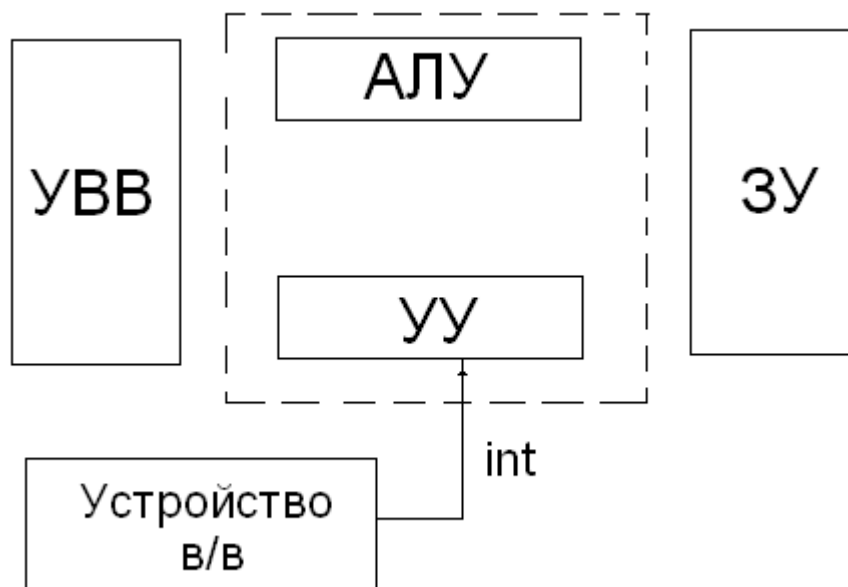 АЛУ
УВВ
ЗУ
УУ
int
Устройство
в/в